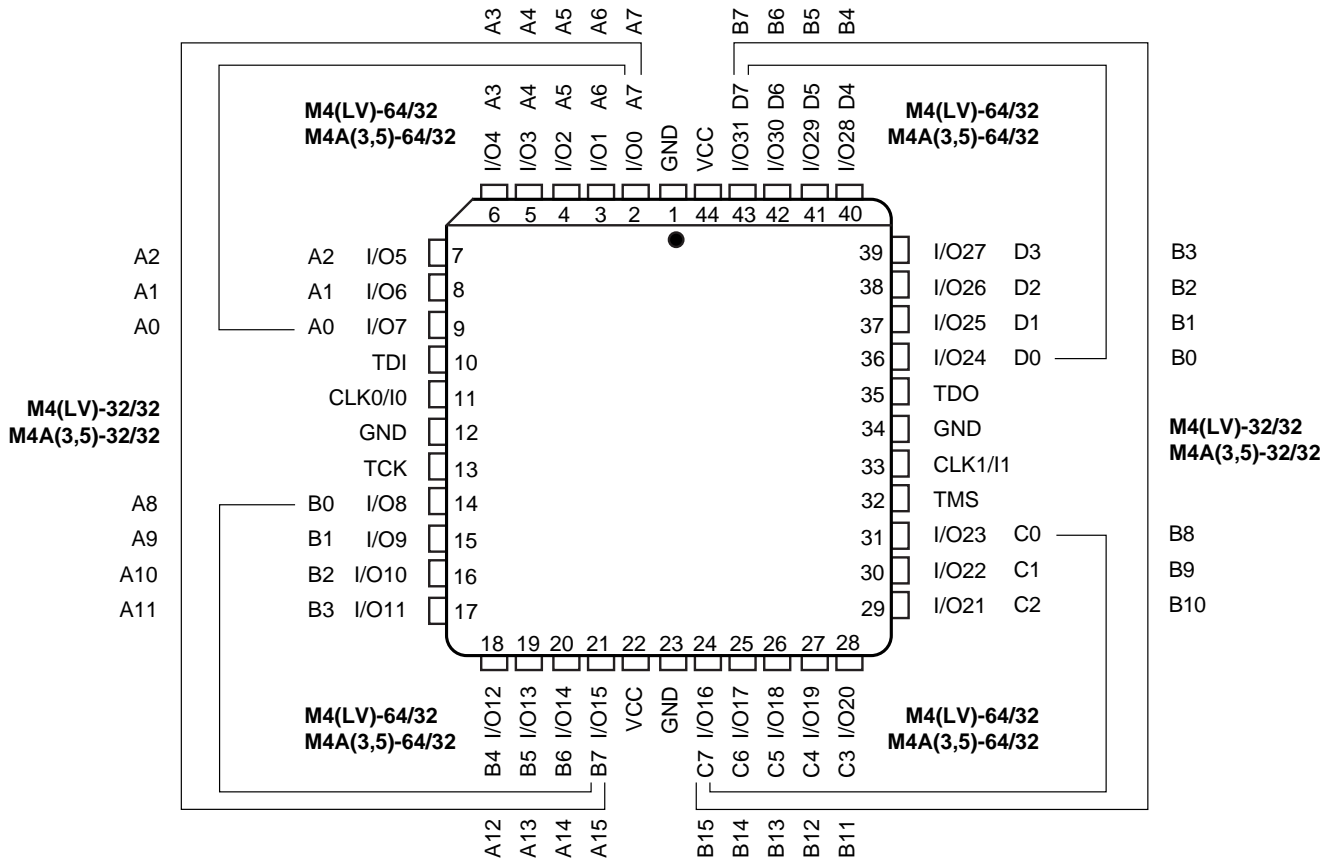 A3 A4 A5 A6 A7 B7 B6 B5 B4
M4(LV)-64/32
M4A(3,5)-64/32
A3 A4 A5 A6 A7 D7 D6 D5 D4
I/O4 I/O3 I/O2 I/O1 I/O0 GND VCC I/O31 I/O30 I/O29 I/O28
M4(LV)-64/32
M4A(3,5)-64/32
6 5 4 3 2 1 44 43 42 41 40
A2 A2 I/O5 7 39 I/O27 D3 B3
A1 A1 I/O6 8 38 I/O26 D2 B2
A0 A0 I/O7 9 37 I/O25 D1 B1
TDI 10 36 I/O24 D0 B0
CLK0/I0 11 35 TDO
M4(LV)-32/32
M4A(3,5)-32/32
GND 12 34 GND
M4(LV)-32/32
M4A(3,5)-32/32
TCK 13 33 CLK1/I1
A8 B0 I/O8 14 32 TMS
A9 B1 I/O9 15 31 I/O23 C0 B8
A10 B2 I/O10 16 30 I/O22 C1 B9
A11 B3 I/O11 17 29 I/O21 C2 B10
18 19 20 21 22 23 24 25 26 27 28
I/O12 I/O13 I/O14 I/O15 VCC GND I/O16 I/O17 I/O18 I/O19 I/O20
M4(LV)-64/32
M4A(3,5)-64/32
M4(LV)-64/32
M4A(3,5)-64/32
B4 B5 B6 B7 C7 C6 C5 C4 C3
A12 A13 A14 A15 B15 B14 B13 B12 B11